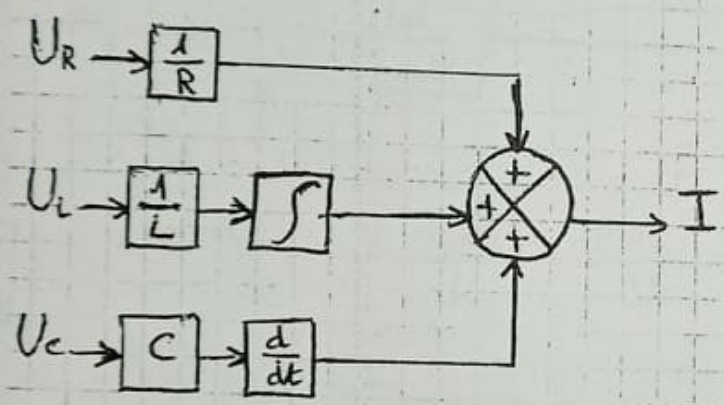 U_R 1/R
+
U_L 1/L ∫ + I
+
U_C C d/dt